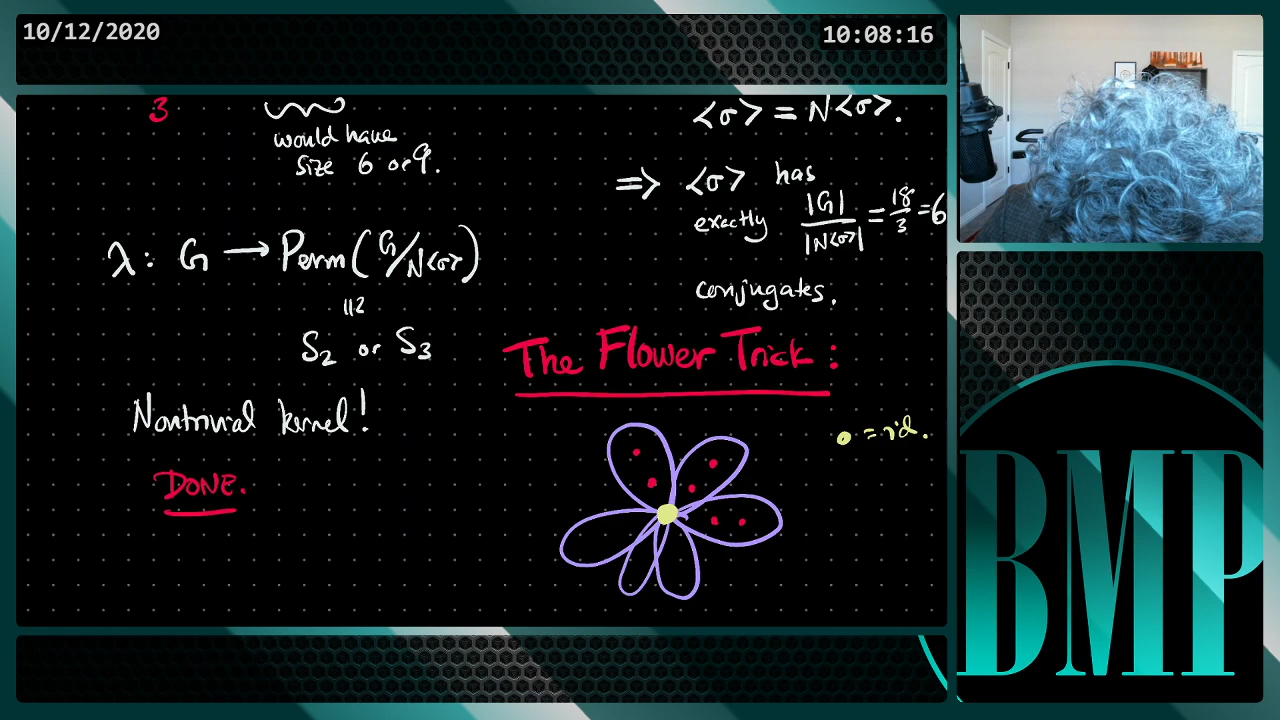 10/12/2020
10:08:16
3
would have
size 6 or 9.
λ: G → Perm(G/N<σ>)
≅
S₂ or S₃
Nontrivial kernel!
DONE.
<σ> = N<σ>.
⇒ <σ> has
exactly |G|/|N<σ>| = 18/3 = 6
conjugates.
The Flower Trick:
= id.
BMP